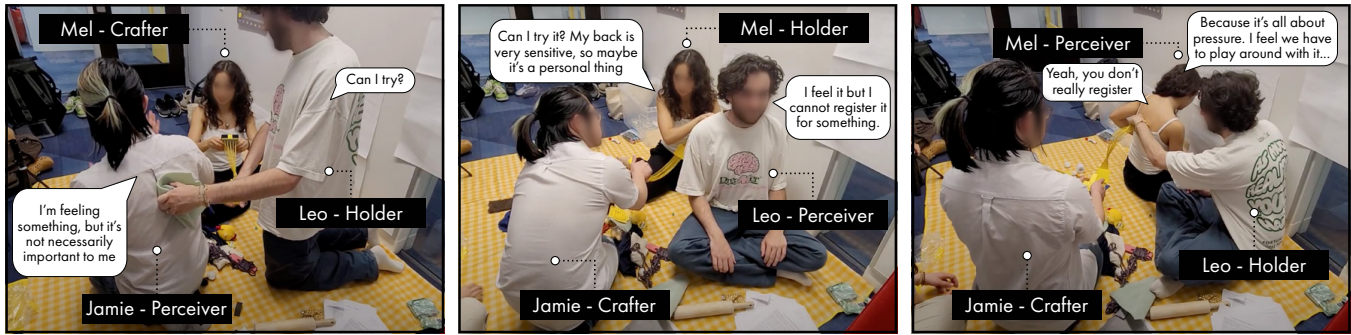 Mel - Crafter
Can I try?
I'm feeling
something, but it's
not necessarily
important to me
Leo - Holder
Jamie - Perceiver
Mel - Holder
Can I try it? My back is
very sensitive, so maybe
it's a personal thing
I feel it but I
cannot register it
for something.
Leo - Perceiver
Jamie - Crafter
Because it's all about
pressure. I feel we have
to play around with it...
Mel - Perceiver
Yeah, you don't
really register
Leo - Holder
Jamie - Crafter